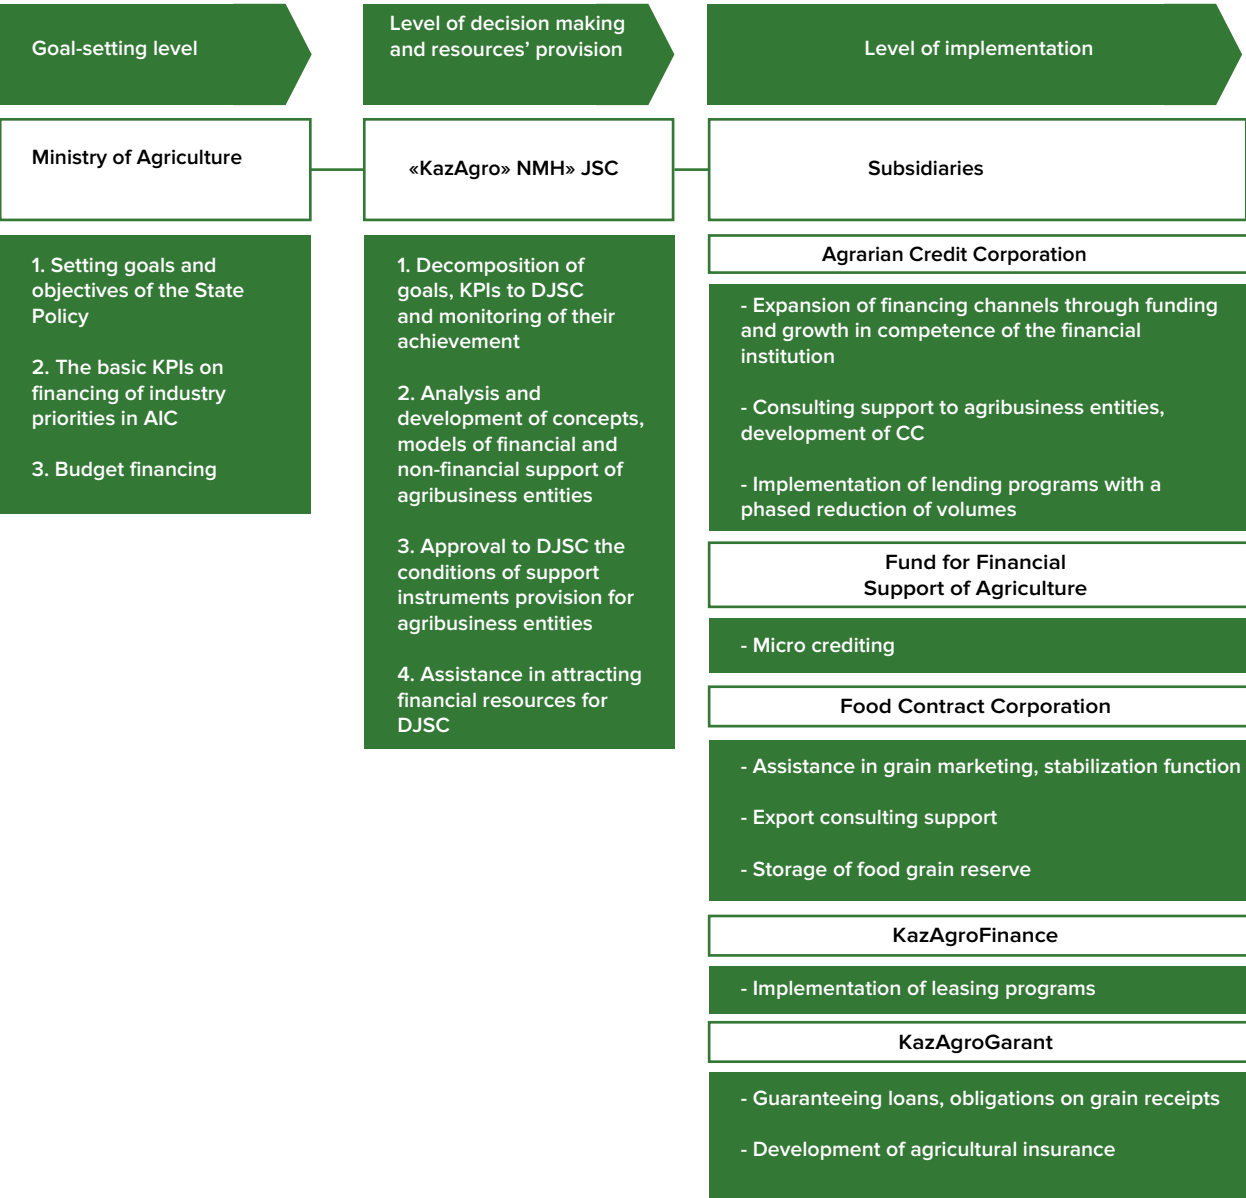 Goal-setting level
Level of decision making
and resources’ provision
Level of implementation
Ministry of Agriculture
«KazAgro» NMH» JSC
Subsidiaries
1. Setting goals and
objectives of the State
Policy
2. The basic KPIs on
financing of industry
priorities in AIC
3. Budget financing
1. Decomposition of
goals, KPIs to DJSC
and monitoring of their
achievement
2. Analysis and
development of concepts,
models of financial and
non-financial support of
agribusiness entities
3. Approval to DJSC the
conditions of support
instruments provision for
agribusiness entities
4. Assistance in attracting
financial resources for
DJSC
Agrarian Credit Corporation
- Expansion of financing channels through funding
and growth in competence of the financial
institution
- Consulting support to agribusiness entities,
development of CC
- Implementation of lending programs with a
phased reduction of volumes
Fund for Financial
Support of Agriculture
- Micro crediting
Food Contract Corporation
- Assistance in grain marketing, stabilization function
- Export consulting support
- Storage of food grain reserve
KazAgroFinance
- Implementation of leasing programs
KazAgroGarant
- Guaranteeing loans, obligations on grain receipts
- Development of agricultural insurance